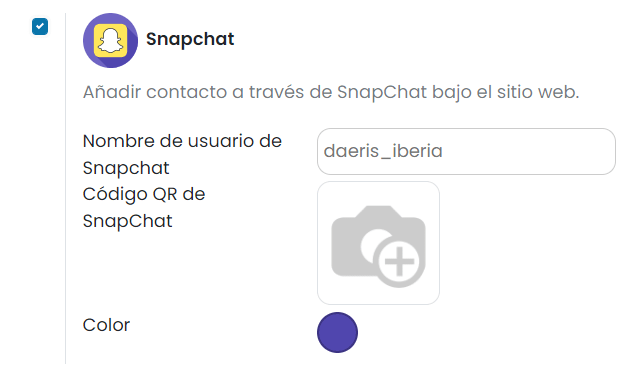 Snapchat
Añadir contacto a través de SnapChat bajo el sitio web.
Nombre de usuario de
Snapchat
daeris_iberia
Código QR de
SnapChat
Color